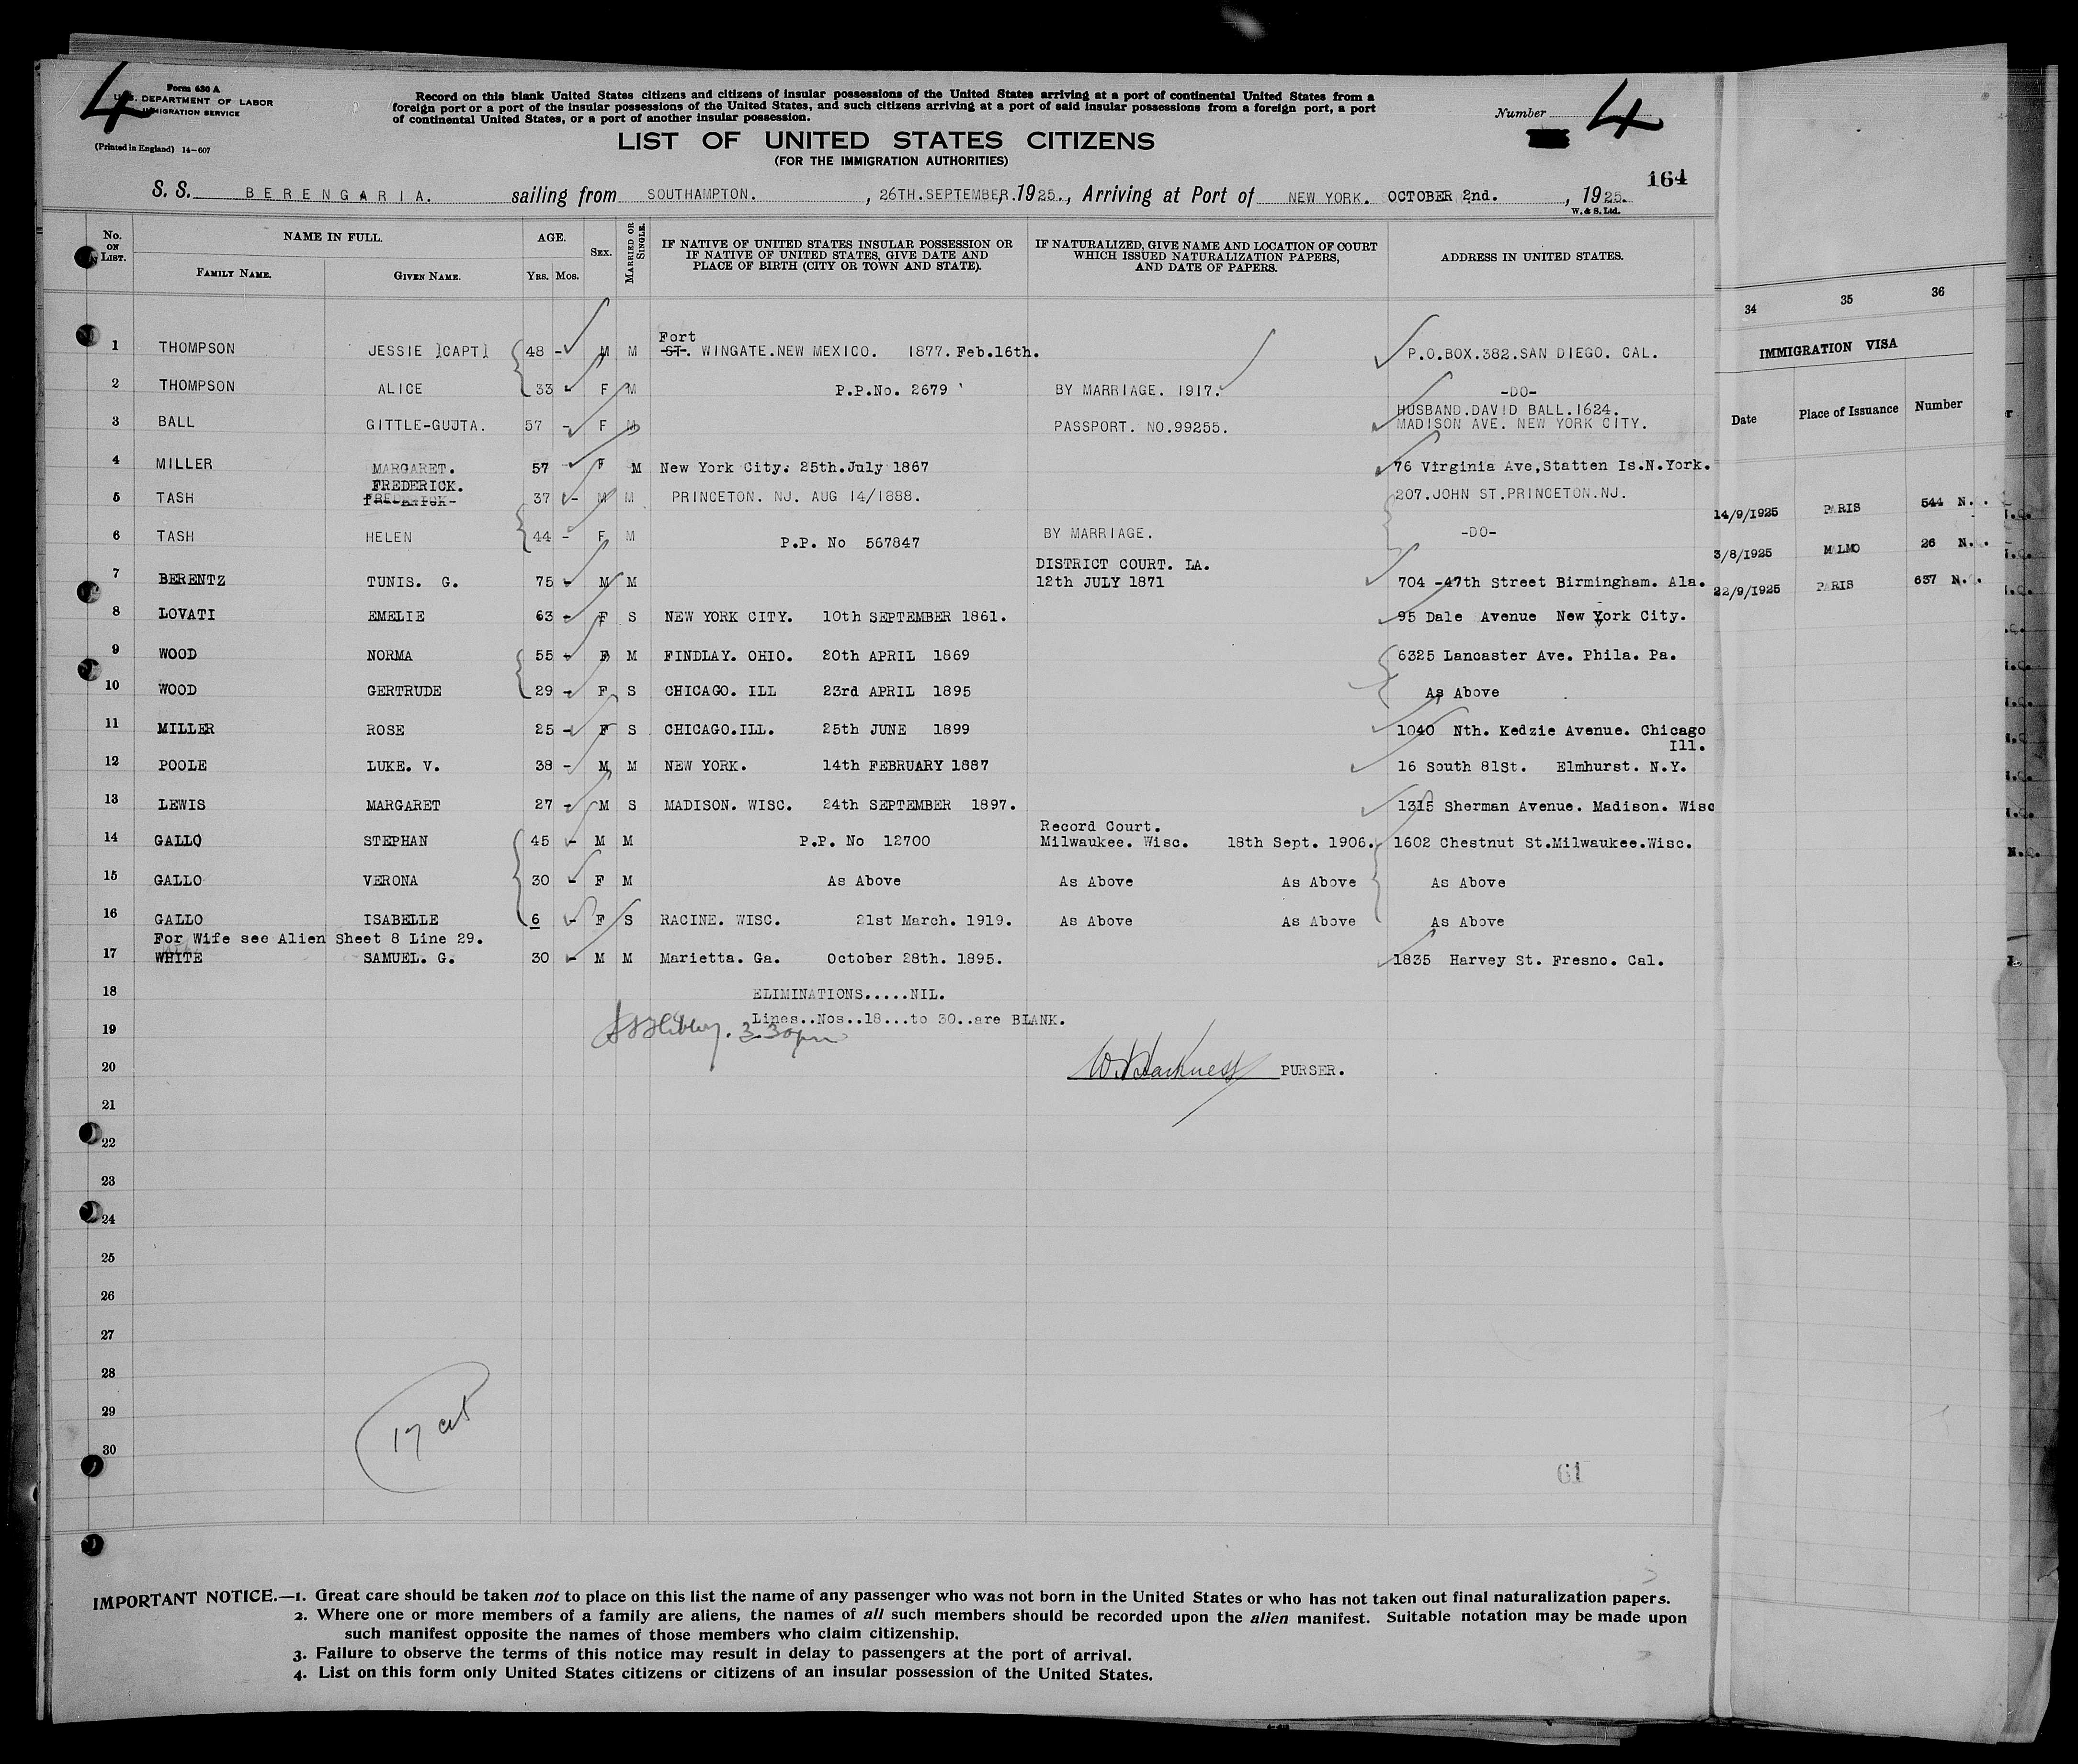 4
Form 630 A
U.S. DEPARTMENT OF LABOR
IMMIGRATION SERVICE
(Printed in England) 14-607
Record on this blank United States citizens and citizens of insular possessions of the United States arriving at a port of continental United States from a
foreign port or a port of the insular possessions of the United States, and such citizens arriving at a port of said insular possessions from a foreign port, a port
of continental United States, or a port of another insular possession.
Number 4
LIST OF UNITED STATES CITIZENS
(FOR THE IMMIGRATION AUTHORITIES)
164
S. S. BERENGARIA. sailing from SOUTHAMPTON. , 26TH.SEPTEMBER, 1925., Arriving at Port of NEW YORK. OCTOBER 2nd. , 1925.
W. & S. Ltd.
No. ON LIST. NAME IN FULL. AGE. SEX. MARRIED OR SINGLE. IF NATIVE OF UNITED STATES INSULAR POSSESSION OR IF NATIVE OF UNITED STATES, GIVE DATE AND PLACE OF BIRTH (CITY OR TOWN AND STATE). IF NATURALIZED, GIVE NAME AND LOCATION OF COURT WHICH ISSUED NATURALIZATION PAPERS, AND DATE OF PAPERS. ADDRESS IN UNITED STATES.
FAMILY NAME. GIVEN NAME. YRS. MOS.
Fort
1 THOMPSON JESSIE ]CAPT] 48 - M M ST. WINGATE.NEW MEXICO. 1877. Feb.16th. P.O.BOX.382.SAN DIEGO. CAL.
2 THOMPSON ALICE 33 - F M P.P.No. 2679 BY MARRIAGE. 1917. -DO-
HUSBAND.DAVID BALL.1624.
3 BALL GITTLE-GUJTA. 57 - F M PASSPORT. NO.99255. MADISON AVE. NEW YORK CITY.
4 MILLER MARGARET. 57 - F M New York City. 25th.July 1867 76 Virginia Ave,Statten Is.N.York.
FREDERICK.
5 TASH FREDERICK- 37 - M M PRINCETON. NJ. AUG 14/1888. 207.JOHN ST.PRINCETON.NJ.
6 TASH HELEN 44 - F M P.P. No 567847 BY MARRIAGE. -DO-
DISTRICT COURT. LA.
7 BERENTZ TUNIS. G. 75 - M M 12th JULY 1871 704 -47th Street Birmingham. Ala.
8 LOVATI EMELIE 63 - F S NEW YORK CITY. 10th SEPTEMBER 1861. 95 Dale Avenue New York City.
9 WOOD NORMA 55 - F M FINDLAY. OHIO. 20th APRIL 1869 6325 Lancaster Ave. Phila. Pa.
10 WOOD GERTRUDE 29 - F S CHICAGO. ILL 23rd APRIL 1895 As Above
11 MILLER ROSE 25 - F S CHICAGO.ILL. 25th JUNE 1899 1040 Nth. Kedzie Avenue. Chicago
Ill.
12 POOLE LUKE. V. 38 - M M NEW YORK. 14th FEBRUARY 1887 16 South 81St. Elmhurst. N.Y.
13 LEWIS MARGARET 27 - M S MADISON. WISC. 24th SEPTEMBER 1897. 1315 Sherman Avenue. Madison. Wisc
Record Court.
14 GALLO STEPHAN 45 - M M P.P. No 12700 Milwaukee. Wisc. 18th Sept. 1906. 1602 Chestnut St.Milwaukee.Wisc.
15 GALLO VERONA 30 - F M As Above As Above As Above As Above
16 GALLO ISABELLE 6 - F S RACINE. WISC. 21st March. 1919. As Above As Above As Above
For Wife see Alien Sheet 8 Line 29.
17 WHITE SAMUEL. G. 30 - M M Marietta. Ga. October 28th. 1895. 1835 Harvey St. Fresno. Cal.
18 ELIMINATIONS.....NIL.
Lines..Nos..18...to 30..are BLANK.
19 3.30pm
20 W. Harkness PURSER.
21
22
23
24
25
26
27
28
29
30
17
61
34 35 36
IMMIGRATION VISA
Date Place of Issuance Number
14/9/1925 PARIS 544 N.
3/8/1925 MALMO 26 N.
22/9/1925 PARIS 637 N.
IMPORTANT NOTICE.—1. Great care should be taken not to place on this list the name of any passenger who was not born in the United States or who has not taken out final naturalization papers.
2. Where one or more members of a family are aliens, the names of all such members should be recorded upon the alien manifest. Suitable notation may be made upon
such manifest opposite the names of those members who claim citizenship.
3. Failure to observe the terms of this notice may result in delay to passengers at the port of arrival.
4. List on this form only United States citizens or citizens of an insular possession of the United States.